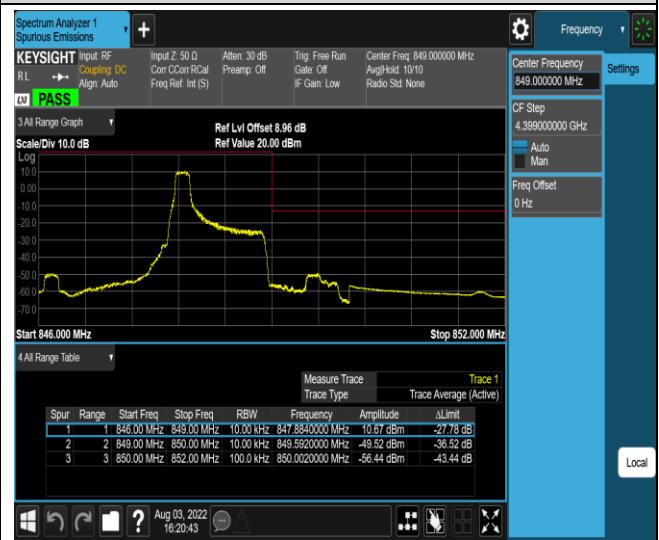 Spectrum Analyzer 1
Spurious Emissions
+
Frequency
KEYSIGHT Input: RF Input Z: 50 Ω Atten: 30 dB Trig: Free Run Center Freq: 849.000000 MHz
RL Coupling: DC Corr CCorr RCal Preamp: Off Gate: Off Avg|Hold: 10/10
Align: Auto Freq Ref: Int (S) IF Gain: Low Radio Std: None
LXI PASS
Center Frequency
849.000000 MHz
Settings
CF Step
4.399000000 GHz
Auto
Man
Freq Offset
0 Hz
3 All Range Graph
Ref Lvl Offset 8.96 dB
Scale/Div 10.0 dB Ref Value 20.00 dBm
Log
10.0
0.00
-10.0
-20.0
-30.0
-40.0
-50.0
-60.0
-70.0
Start 846.000 MHz Stop 852.000 MHz
4 All Range Table
Measure Trace Trace 1
Trace Type Trace Average (Active)
Spur Range Start Freq Stop Freq RBW Frequency Amplitude ΔLimit
1 1 846.00 MHz 849.00 MHz 10.00 kHz 847.8840000 MHz 10.67 dBm -27.78 dB
2 2 849.00 MHz 850.00 MHz 10.00 kHz 849.5920000 MHz -49.52 dBm -36.52 dB
3 3 850.00 MHz 852.00 MHz 100.0 kHz 850.0020000 MHz -56.44 dBm -43.44 dB
Local
? Aug 03, 2022
16:20:43